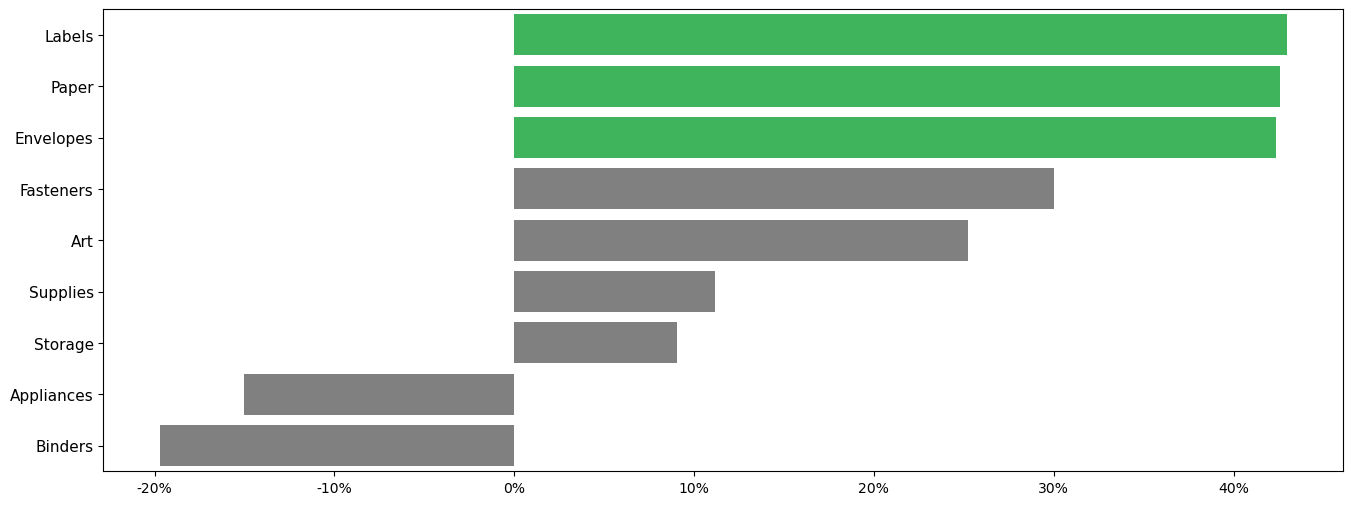 Labels
Paper
Envelopes
Fasteners
Art
Supplies
Storage
Appliances
Binders
-20% -10% 0% 10% 20% 30% 40%